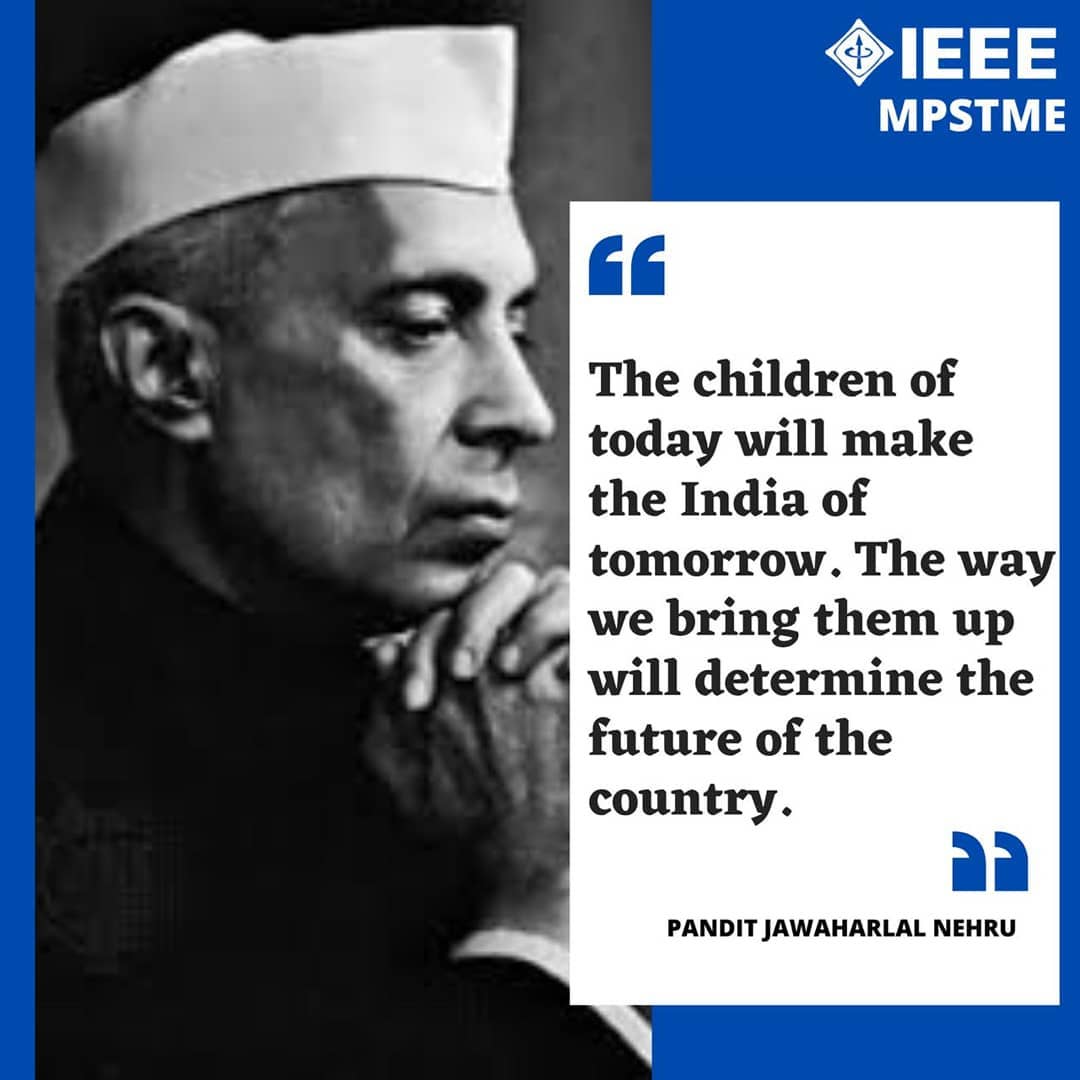 IEEE
MPSTME
“
The children of
today will make
the India of
tomorrow. The way
we bring them up
will determine the
future of the
country.
”
PANDIT JAWAHARLAL NEHRU